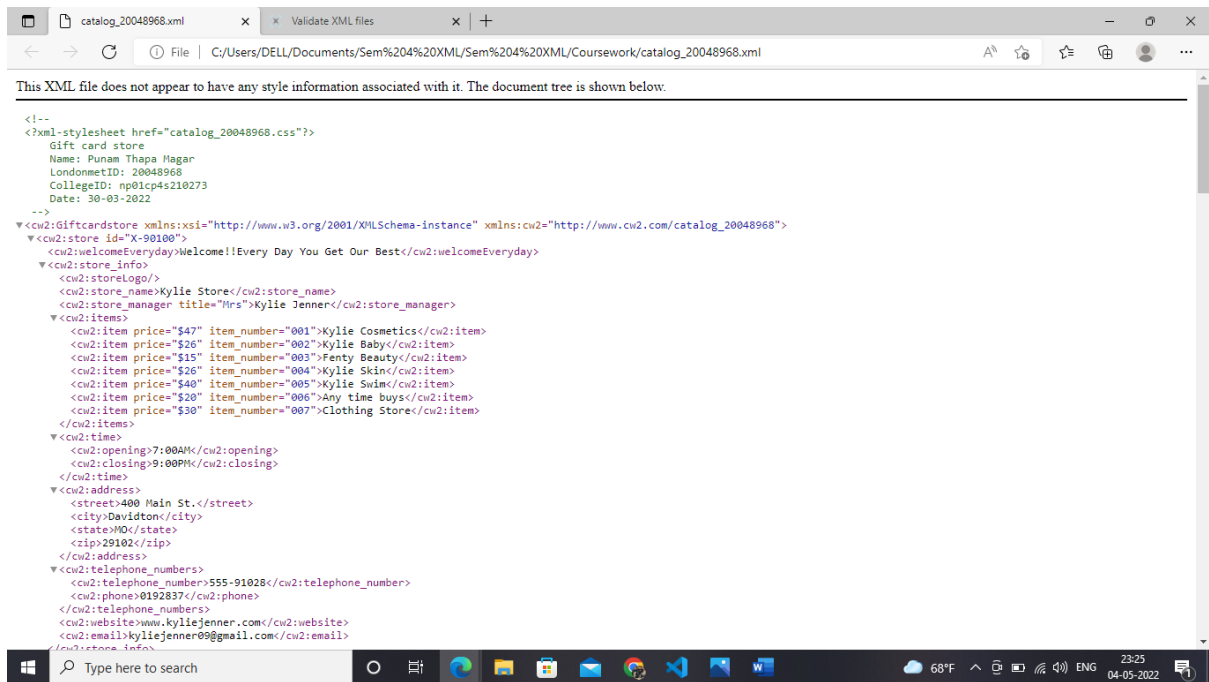 catalog_20048968.xml × Validate XML files × +
File | C:/Users/DELL/Documents/Sem%204%20XML/Sem%204%20XML/Coursework/catalog_20048968.xml
This XML file does not appear to have any style information associated with it. The document tree is shown below.
<!--
<?xml-stylesheet href="catalog_20048968.css"?>
Gift card store
Name: Punam Thapa Magar
LondonmetID: 20048968
CollegeID: np01cp4s210273
Date: 30-03-2022
-->
▼<cw2:Giftcardstore xmlns:xsi="http://www.w3.org/2001/XMLSchema-instance" xmlns:cw2="http://www.cw2.com/catalog_20048968">
▼<cw2:store id="X-90100">
<cw2:welcomeEveryday>Welcome!!Every Day You Get Our Best</cw2:welcomeEveryday>
▼<cw2:store_info>
<cw2:storeLogo/>
<cw2:store_name>Kylie Store</cw2:store_name>
<cw2:store_manager title="Mrs">Kylie Jenner</cw2:store_manager>
▼<cw2:items>
<cw2:item price="$47" item_number="001">Kylie Cosmetics</cw2:item>
<cw2:item price="$26" item_number="002">Kylie Baby</cw2:item>
<cw2:item price="$15" item_number="003">Fenty Beauty</cw2:item>
<cw2:item price="$26" item_number="004">Kylie Skin</cw2:item>
<cw2:item price="$40" item_number="005">Kylie Swim</cw2:item>
<cw2:item price="$20" item_number="006">Any time buys</cw2:item>
<cw2:item price="$30" item_number="007">Clothing Store</cw2:item>
</cw2:items>
▼<cw2:time>
<cw2:opening>7:00AM</cw2:opening>
<cw2:closing>9:00PM</cw2:closing>
</cw2:time>
▼<cw2:address>
<street>400 Main St.</street>
<city>Davidton</city>
<state>MO</state>
<zip>29102</zip>
</cw2:address>
▼<cw2:telephone_numbers>
<cw2:telephone_number>555-91028</cw2:telephone_number>
<cw2:phone>0192837</cw2:phone>
</cw2:telephone_numbers>
<cw2:website>www.kyliejenner.com</cw2:website>
<cw2:email>kyliejenner09@gmail.com</cw2:email>
</cw2:store_info>
Type here to search 68°F ENG 23:25
04-05-2022